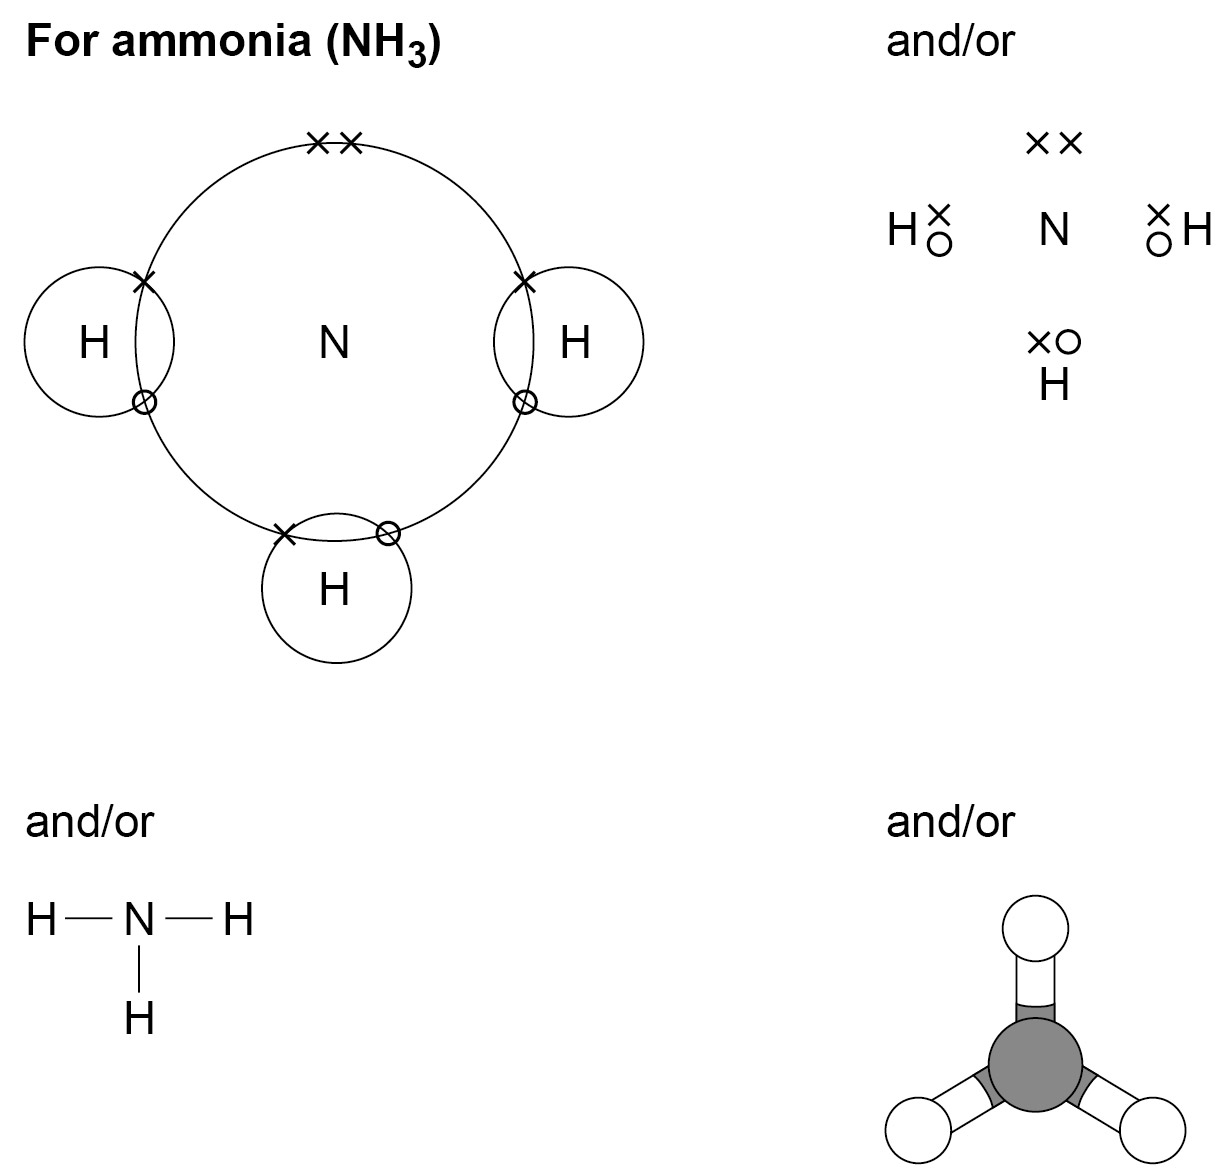 For ammonia (NH₃)
and/or
××
H × O N × O H
×O
H
H N H
H
and/or
H—N—H
H
and/or